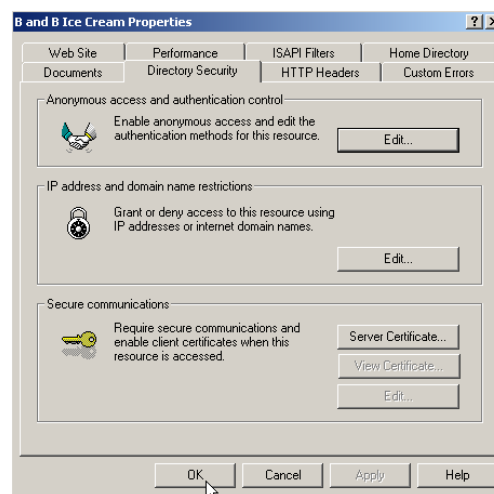 B and B Ice Cream Properties
Web Site Performance ISAPI Filters Home Directory
Documents Directory Security HTTP Headers Custom Errors
Anonymous access and authentication control
Enable anonymous access and edit the
authentication methods for this resource.
Edit...
IP address and domain name restrictions
Grant or deny access to this resource using
IP addresses or internet domain names.
Edit...
Secure communications
Require secure communications and
enable client certificates when this
resource is accessed.
Server Certificate...
View Certificate...
Edit...
OK Cancel Apply Help